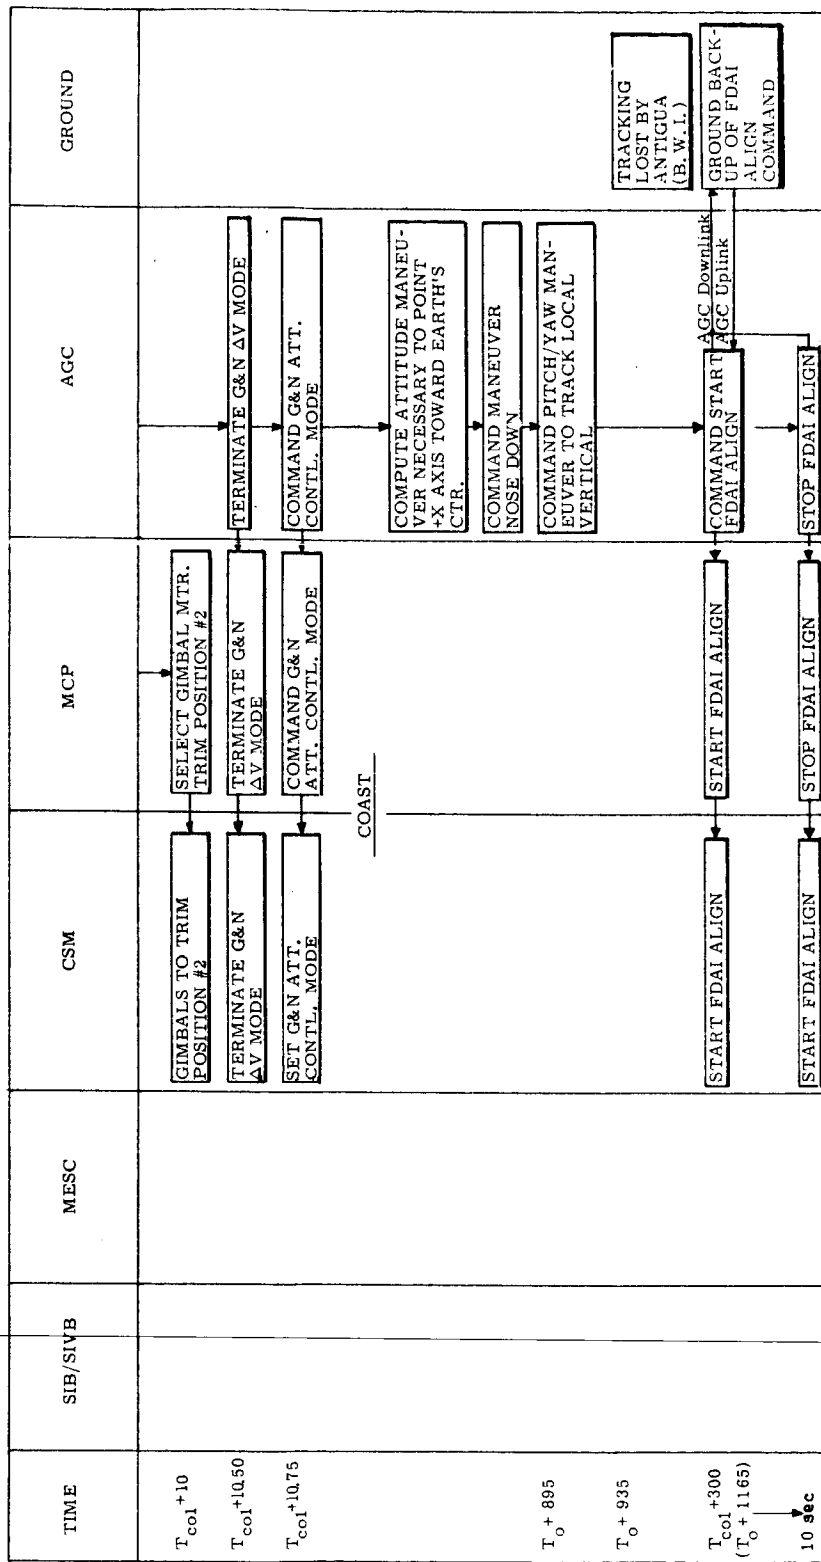 TIME
SIB/SIVB
MESC
CSM
MCP
AGC
GROUND
Tcol +10
GIMBALS TO TRIM
POSITION #2
SELECT GIMBAL MTR.
TRIM POSITION #2
Tcol +10.50
TERMINATE G&N
ΔV MODE
TERMINATE G&N
ΔV MODE
TERMINATE G&N ΔV MODE
Tcol +10.75
SET G&N ATT.
CONTL. MODE
COMMAND G&N
ATT. CONTL. MODE
COMMAND G&N ATT.
CONTL. MODE
COAST
COMPUTE ATTITUDE MANEU-
VER NECESSARY TO POINT
+X AXIS TOWARD EARTH'S
CTR.
COMMAND MANEUVER
NOSE DOWN
To + 895
COMMAND PITCH/YAW MAN-
EUVER TO TRACK LOCAL
VERTICAL
To + 935
TRACKING
LOST BY
ANTIGUA
(B. W. I.)
Tcol +300
(To + 1165)
START FDAI ALIGN
START FDAI ALIGN
COMMAND START
FDAI ALIGN
AGC Downlink
AGC Uplink
GROUND BACK-
UP OF FDAI
ALIGN
COMMAND
10 sec
START FDAI ALIGN
STOP FDAI ALIGN
STOP FDAI ALIGN